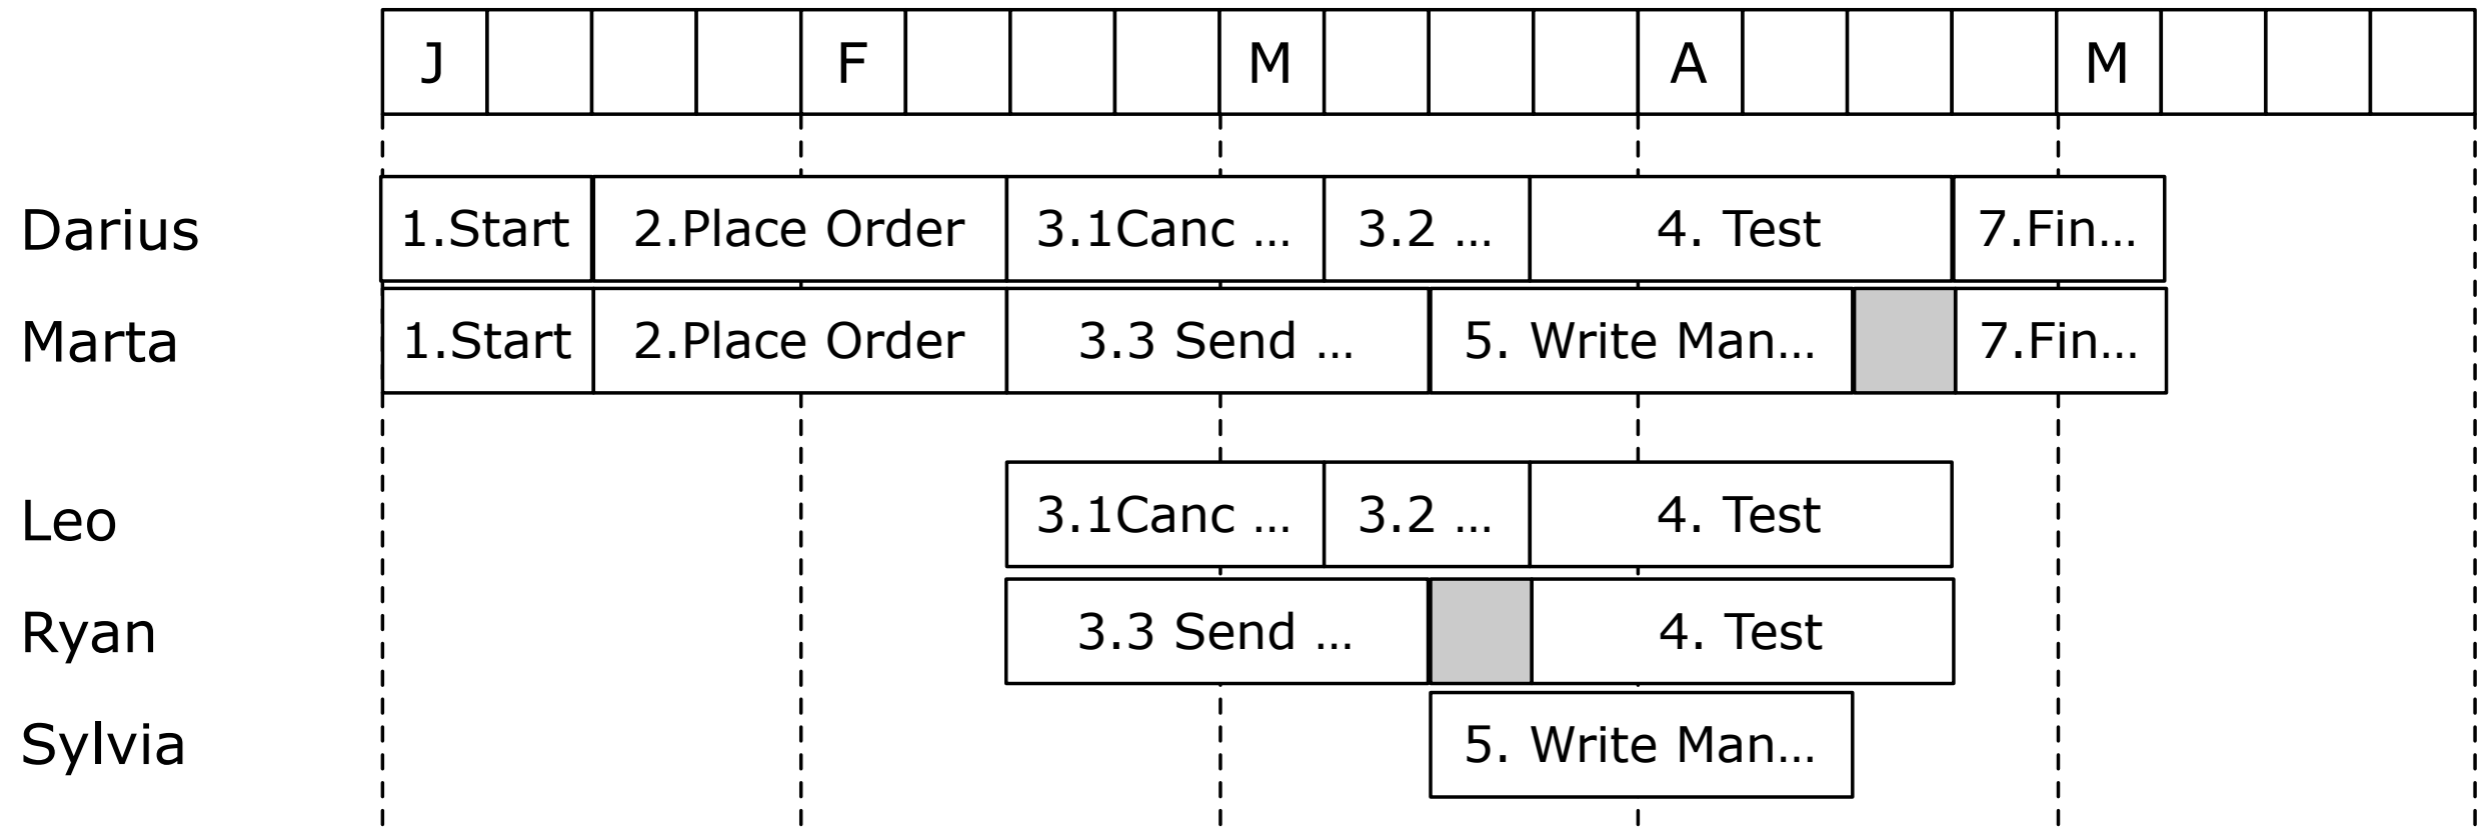 J F M A M
Darius 1.Start 2.Place Order 3.1Canc ... 3.2 ... 4. Test 7.Fin...
Marta 1.Start 2.Place Order 3.3 Send ... 5. Write Man... 7.Fin...
Leo 3.1Canc ... 3.2 ... 4. Test
Ryan 3.3 Send ... 4. Test
Sylvia 5. Write Man...